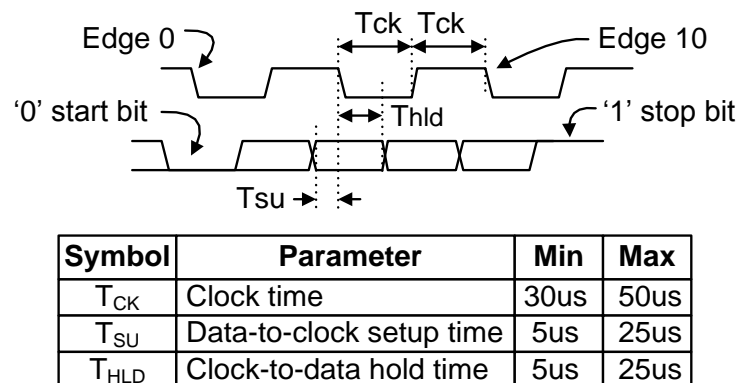 Tck Tck
Edge 0 Edge 10
‘0’ start bit Thld ‘1’ stop bit
Tsu
Symbol Parameter Min Max
TCK Clock time 30us 50us
TSU Data-to-clock setup time 5us 25us
THLD Clock-to-data hold time 5us 25us